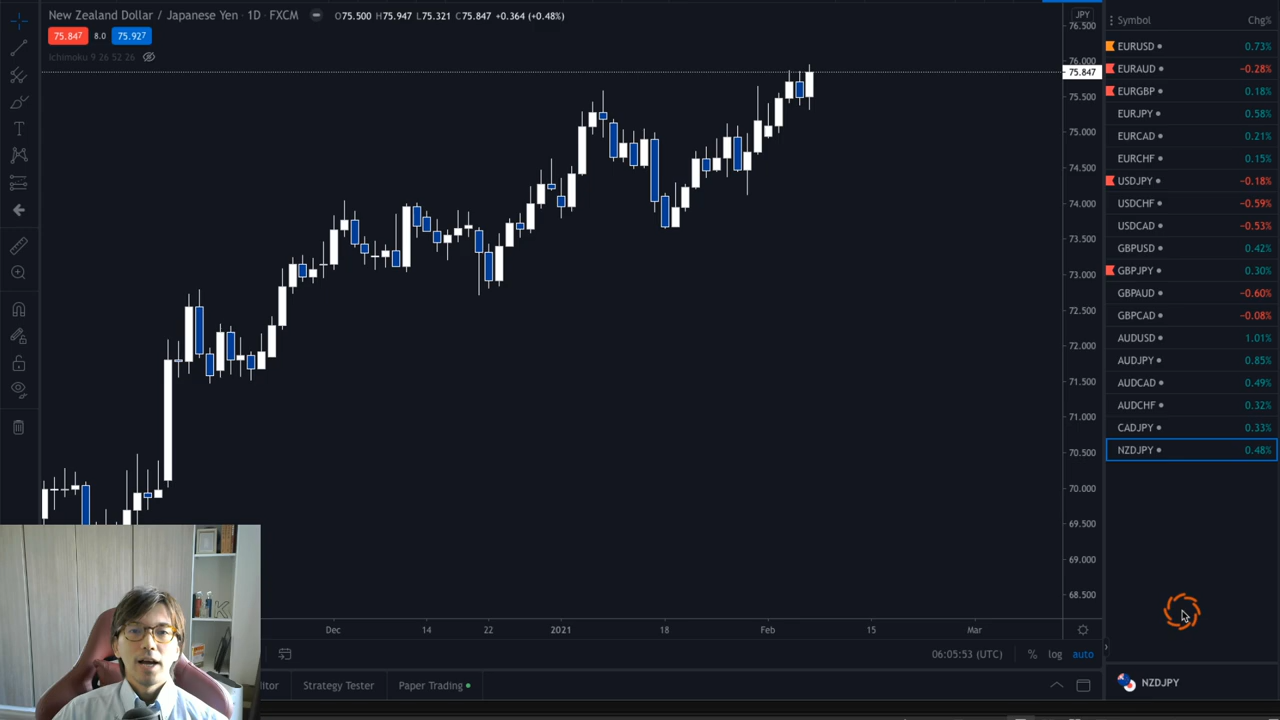 New Zealand Dollar / Japanese Yen · 1D · FXCM O75.500 H75.947 L75.321 C75.847 +0.364 (+0.48%)
75.847 8.0 75.927
Ichimoku 9 26 52 26
JPY
76.500
76.000
75.847
75.500
75.000
74.500
74.000
73.500
73.000
72.500
72.000
71.500
71.000
70.500
70.000
69.500
69.000
68.500
Dec 14 22 2021 18 Feb 15 Mar
06:05:53 (UTC) % log auto
Strategy Tester Paper Trading
Symbol Chg%
EURUSD 0.73%
EURAUD −0.28%
EURGBP 0.18%
EURJPY 0.58%
EURCAD 0.21%
EURCHF 0.15%
USDJPY −0.18%
USDCHF −0.59%
USDCAD −0.53%
GBPUSD 0.42%
GBPJPY 0.30%
GBPAUD −0.60%
GBPCAD −0.08%
AUDUSD 1.01%
AUDJPY 0.85%
AUDCAD 0.49%
AUDCHF 0.32%
CADJPY 0.33%
NZDJPY 0.48%
NZDJPY